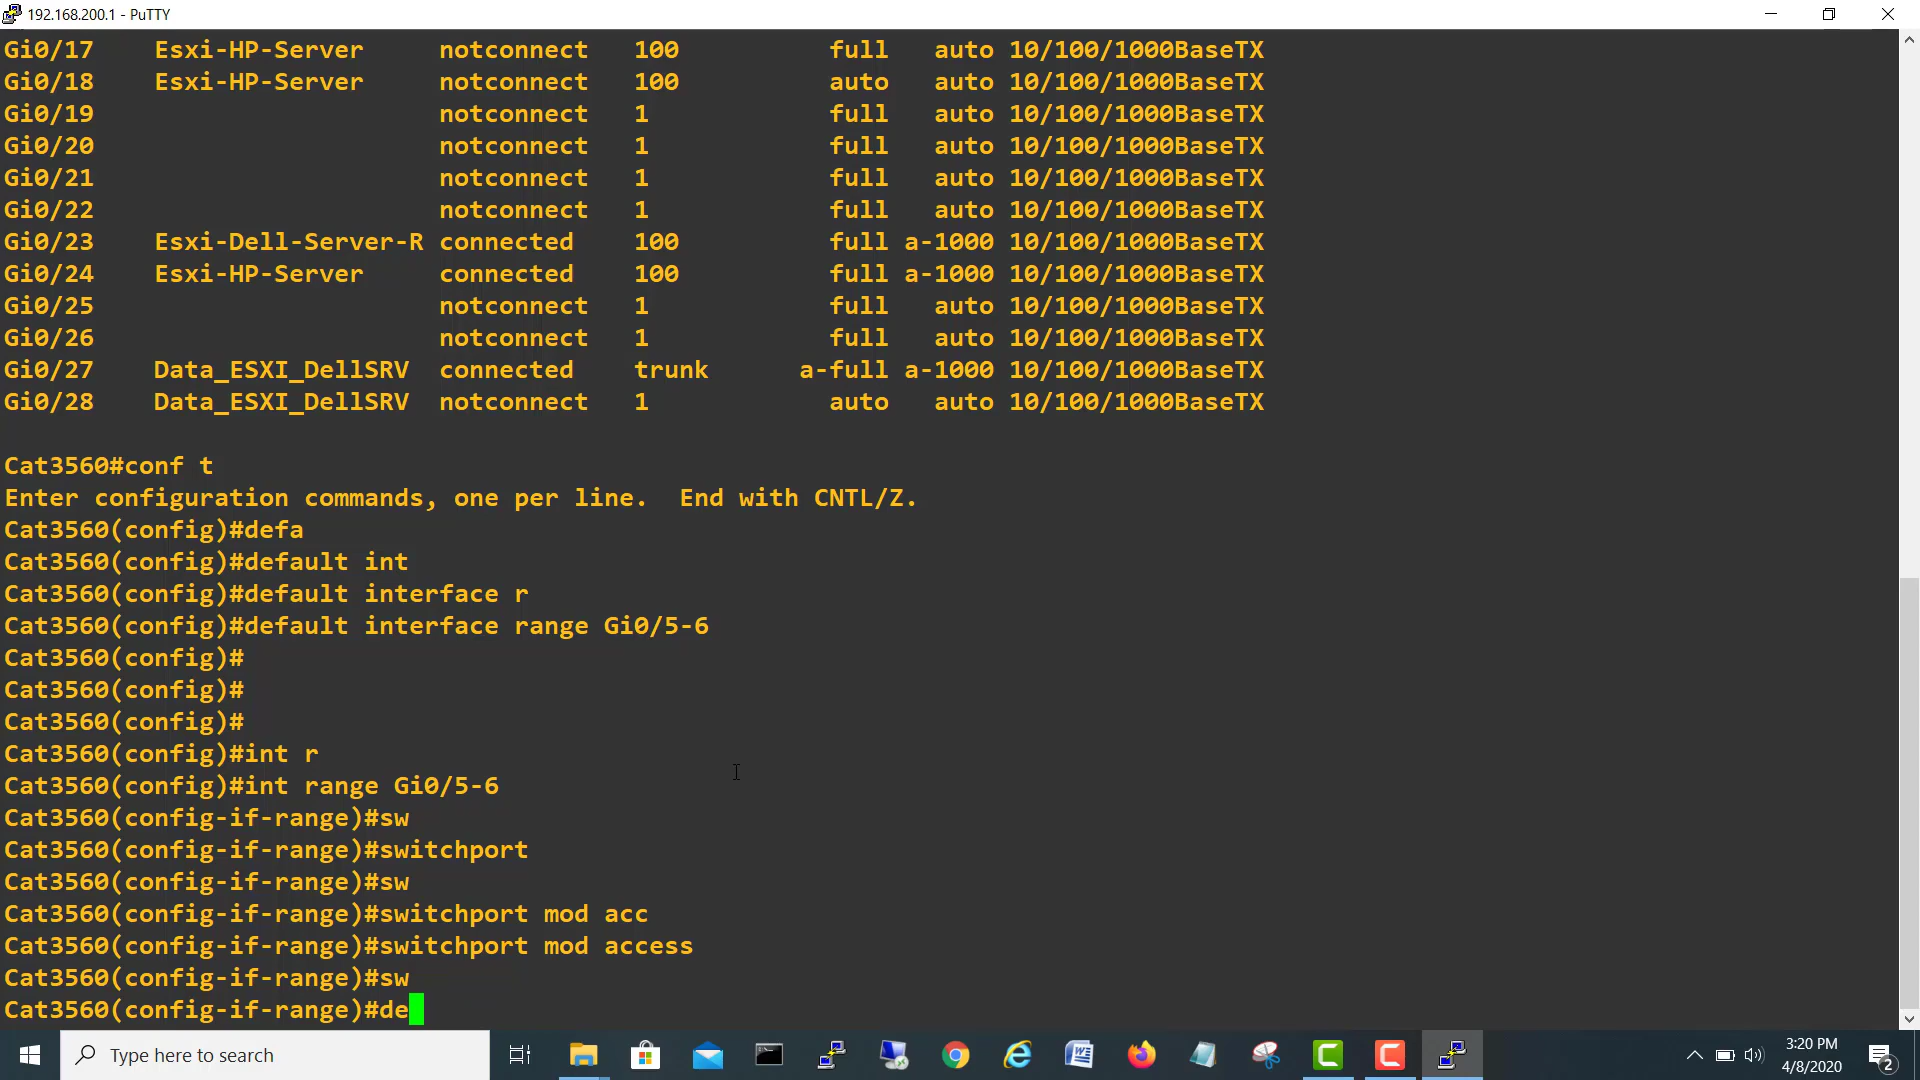 192.168.200.1 - PuTTY
Gi0/17    Esxi-HP-Server     notconnect   100          full   auto 10/100/1000BaseTX
Gi0/18    Esxi-HP-Server     notconnect   100          auto   auto 10/100/1000BaseTX
Gi0/19                       notconnect   1            full   auto 10/100/1000BaseTX
Gi0/20                       notconnect   1            full   auto 10/100/1000BaseTX
Gi0/21                       notconnect   1            full   auto 10/100/1000BaseTX
Gi0/22                       notconnect   1            full   auto 10/100/1000BaseTX
Gi0/23    Esxi-Dell-Server-R connected    100          full a-1000 10/100/1000BaseTX
Gi0/24    Esxi-HP-Server     connected    100          full a-1000 10/100/1000BaseTX
Gi0/25                       notconnect   1            full   auto 10/100/1000BaseTX
Gi0/26                       notconnect   1            full   auto 10/100/1000BaseTX
Gi0/27    Data_ESXI_DellSRV  connected    trunk      a-full a-1000 10/100/1000BaseTX
Gi0/28    Data_ESXI_DellSRV  notconnect   1            auto   auto 10/100/1000BaseTX
Cat3560#conf t
Enter configuration commands, one per line.  End with CNTL/Z.
Cat3560(config)#defa
Cat3560(config)#default int
Cat3560(config)#default interface r
Cat3560(config)#default interface range Gi0/5-6
Cat3560(config)#
Cat3560(config)#
Cat3560(config)#
Cat3560(config)#int r
Cat3560(config)#int range Gi0/5-6
Cat3560(config-if-range)#sw
Cat3560(config-if-range)#switchport
Cat3560(config-if-range)#sw
Cat3560(config-if-range)#switchport mod acc
Cat3560(config-if-range)#switchport mod access
Cat3560(config-if-range)#sw
Cat3560(config-if-range)#de
Type here to search
3:20 PM
4/8/2020
2